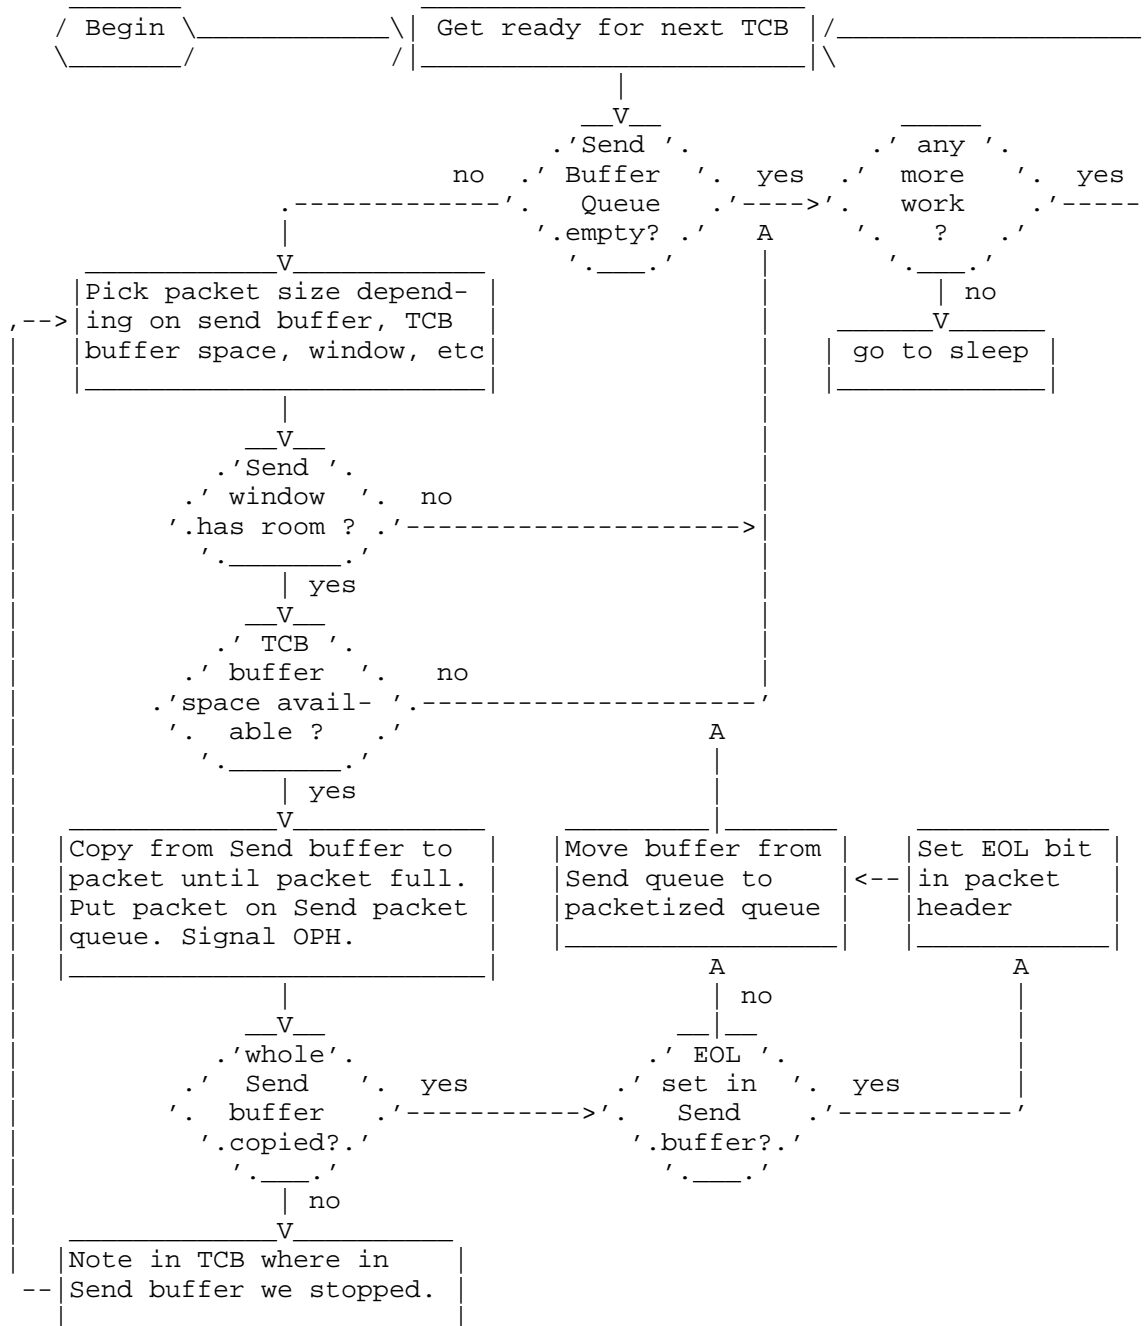 Begin Get ready for next TCB
Send any
no Buffer yes more yes
Queue work
empty? A ?
V
Pick packet size depend- no
ing on send buffer, TCB V
buffer space, window, etc go to sleep
V
Send
window no
has room ?
yes
V
TCB
buffer no
space avail-
able ? A
yes
V
Copy from Send buffer to Move buffer from Set EOL bit
packet until packet full. Send queue to in packet
Put packet on Send packet packetized queue header
queue. Signal OPH.
A A
no
V
whole EOL
Send yes set in yes
buffer Send
copied? buffer?
no
V
Note in TCB where in
Send buffer we stopped.